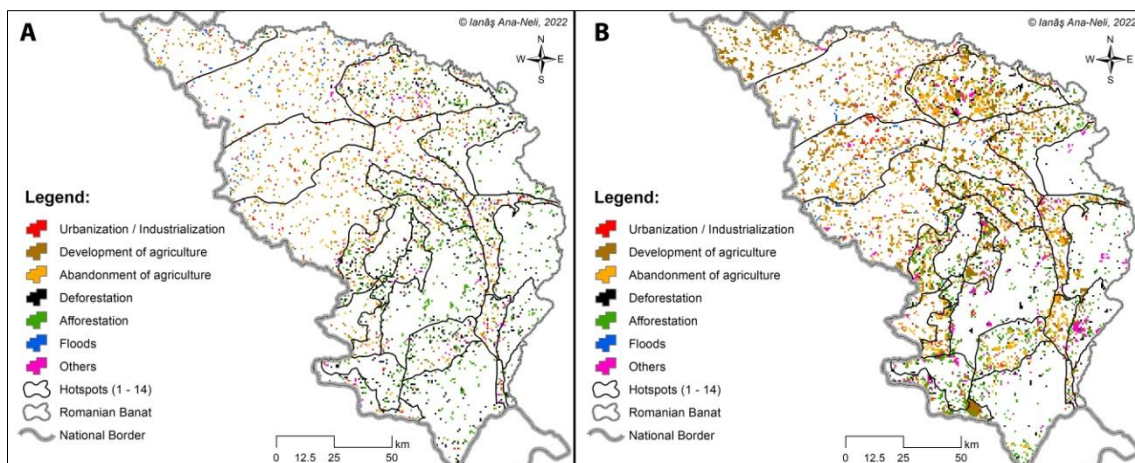 A
© Ianăș Ana-Neli, 2022
N
W E
S
Legend:
Urbanization / Industrialization
Development of agriculture
Abandonment of agriculture
Deforestation
Afforestation
Floods
Others
Hotspots (1 - 14)
Romanian Banat
National Border
km
0 12.5 25 50
B
© Ianăș Ana-Neli, 2022
N
W E
S
Legend:
Urbanization / Industrialization
Development of agriculture
Abandonment of agriculture
Deforestation
Afforestation
Floods
Others
Hotspots (1 - 14)
Romanian Banat
National Border
km
0 12.5 25 50